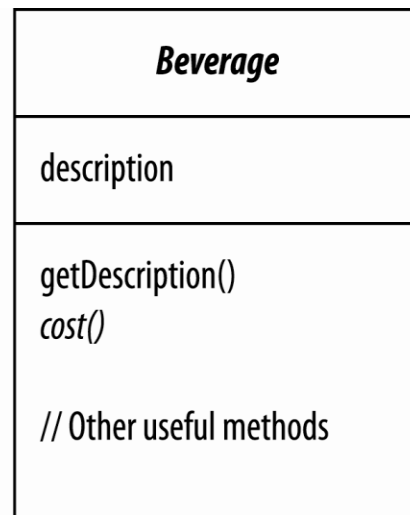 Beverage
description
getDescription()
cost()
// Other useful methods